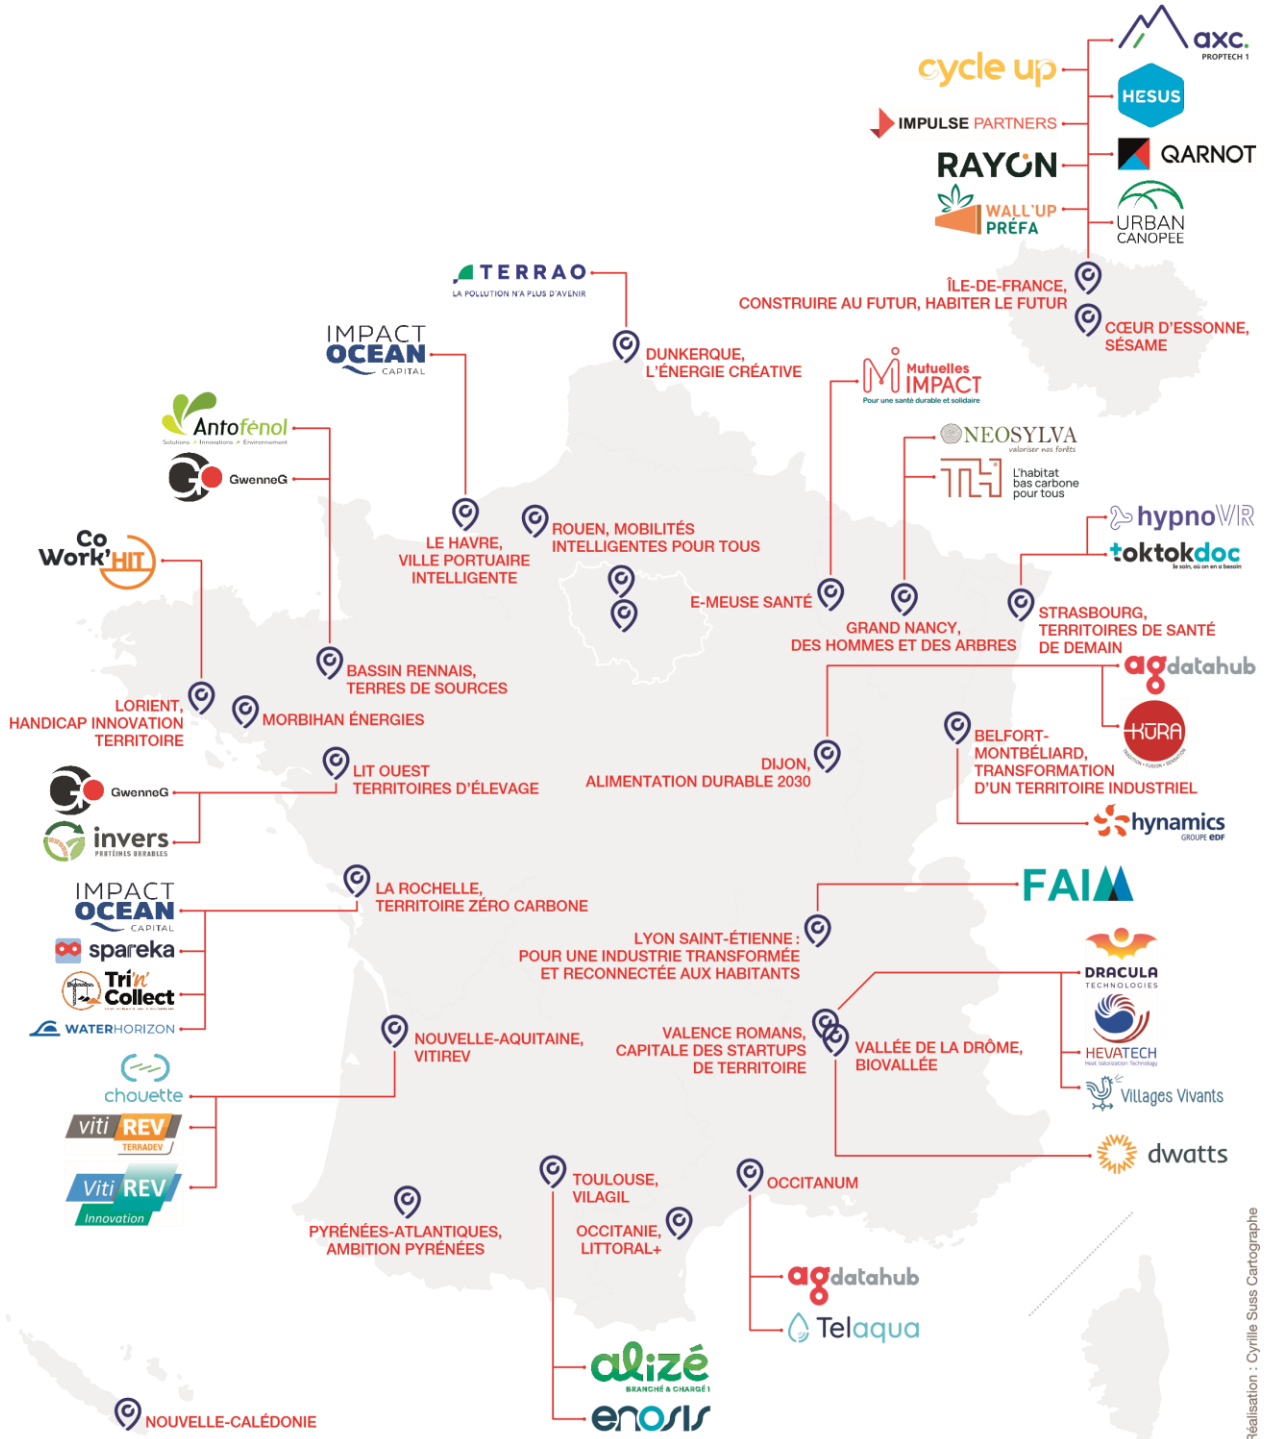 axc.
PROPTECH 1
cycle up
HESUS
IMPULSE PARTNERS
QARNOT
RAYON
WALL'UP
PRÉFA
URBAN
CANOPEE
ÎLE-DE-FRANCE,
CONSTRUIRE AU FUTUR, HABITER LE FUTUR
CŒUR D'ESSONNE,
SÉSAME
TERRAO
LA POLLUTION N'A PLUS D'AVENIR
IMPACT
OCEAN
CAPITAL
DUNKERQUE,
L'ÉNERGIE CRÉATIVE
Mutuelles
IMPACT
Pour une santé durable et solidaire
Antofénol
Solutions Innovations Environnement
GwenneG
NEOSYLVA
valoriser nos forêts
TH
L'habitat
bas carbone
pour tous
hypnoVR
toktokdoc
le soin, où on en a besoin
Co
Work'HIT
LE HAVRE,
VILLE PORTUAIRE
INTELLIGENTE
ROUEN, MOBILITÉS
INTELLIGENTES POUR TOUS
E-MEUSE SANTÉ
GRAND NANCY,
DES HOMMES ET DES ARBRES
STRASBOURG,
TERRITOIRES DE SANTÉ
DE DEMAIN
BASSIN RENNAIS,
TERRES DE SOURCES
agdatahub
LORIENT,
HANDICAP INNOVATION
TERRITOIRE
MORBIHAN ÉNERGIES
KŪRA
BELFORT-
MONTBÉLIARD,
TRANSFORMATION
D'UN TERRITOIRE INDUSTRIEL
DIJON,
ALIMENTATION DURABLE 2030
LIT OUEST
TERRITOIRES D'ÉLEVAGE
GwenneG
invers
PROTÉINES DURABLES
hynamics
GROUPE EDF
IMPACT
OCEAN
CAPITAL
LA ROCHELLE,
TERRITOIRE ZÉRO CARBONE
FAIM
spareka
Tri'n'
Collect
WATERHORIZON
LYON SAINT-ÉTIENNE :
POUR UNE INDUSTRIE TRANSFORMÉE
ET RECONNECTÉE AUX HABITANTS
DRACULA
TECHNOLOGIES
HEVATECH
Heat Valorization Technology
NOUVELLE-AQUITAINE,
VITIREV
VALENCE ROMANS,
CAPITALE DES STARTUPS
DE TERRITOIRE
VALLÉE DE LA DRÔME,
BIOVALLÉE
chouette
Villages Vivants
viti REV
TERRADEV
dwatts
Viti REV
Innovation
TOULOUSE,
VILAGIL
OCCITANUM
PYRÉNÉES-ATLANTIQUES,
AMBITION PYRÉNÉES
OCCITANIE,
LITTORAL+
agdatahub
Telaqua
alizé
BRANCHÉ & CHARGÉ !
enosis
NOUVELLE-CALÉDONIE
Réalisation : Cyrille Suss Cartographe